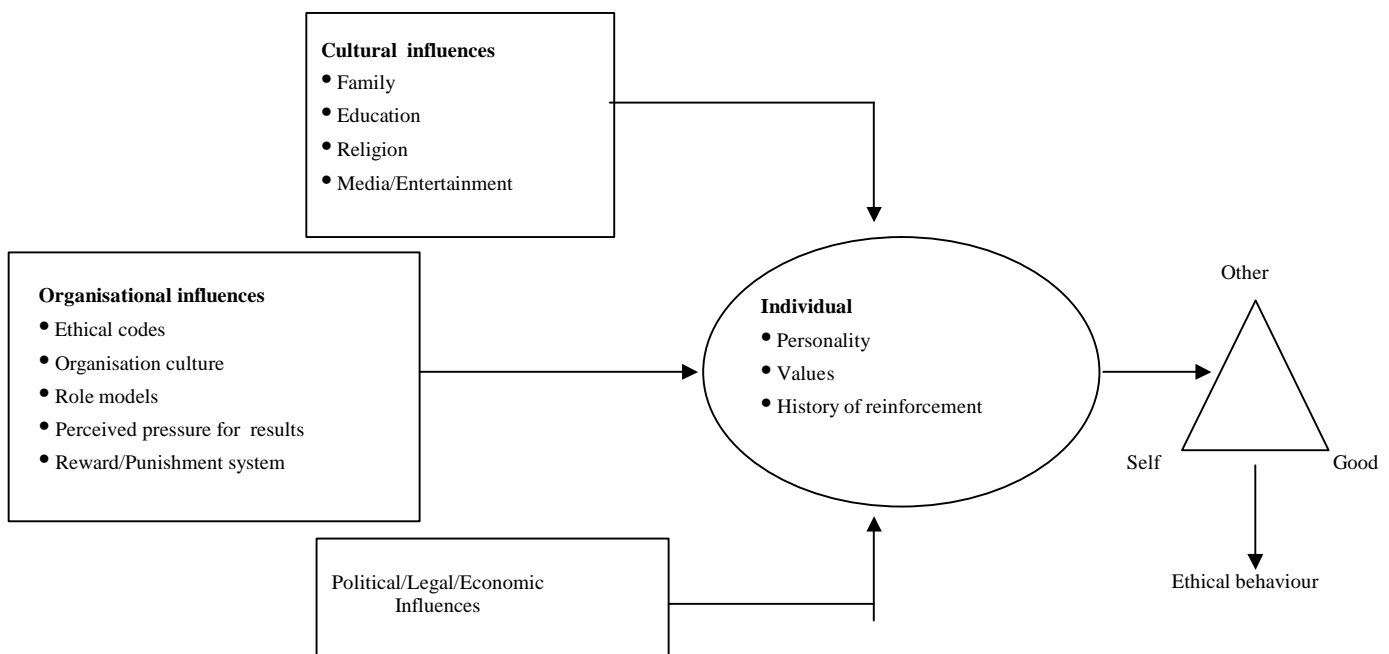 Cultural influences
• Family
• Education
• Religion
• Media/Entertainment
Organisational influences
• Ethical codes
• Organisation culture
• Role models
• Perceived pressure for results
• Reward/Punishment system
Individual
• Personality
• Values
• History of reinforcement
Other
Self
Good
Ethical behaviour
Political/Legal/Economic
Influences